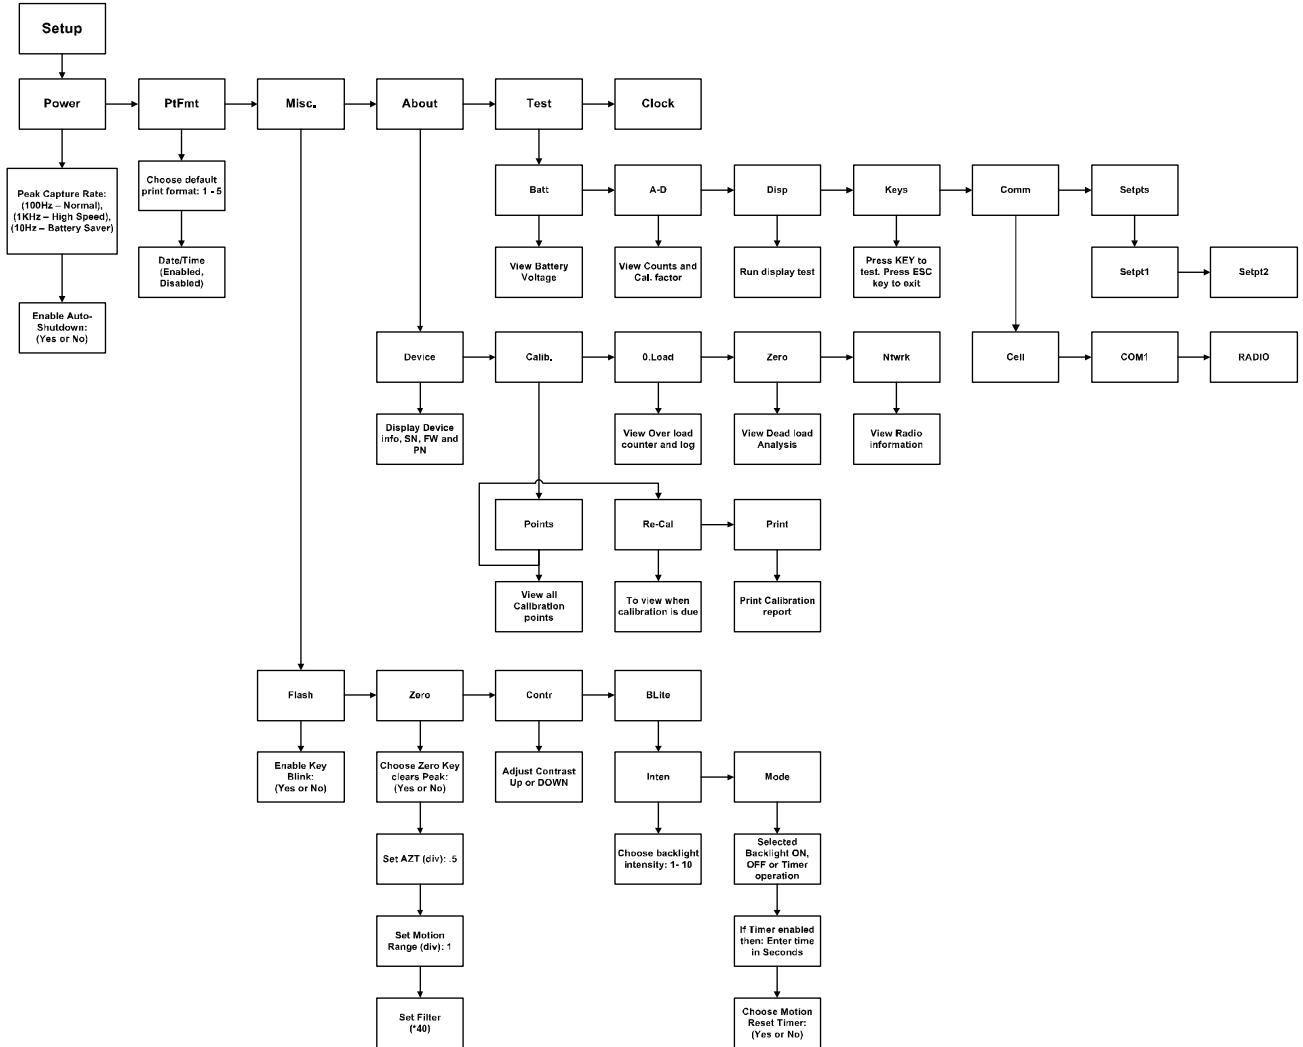 Setup
Power
PtFmt
Misc.
About
Test
Clock
Peak Capture Rate:
(100Hz – Normal),
(1KHz – High Speed),
(10Hz – Battery Saver)
Choose default
print format: 1 - 5
Batt
A-D
Disp
Keys
Comm
Setpts
Date/Time
(Enabled,
Disabled)
View Battery
Voltage
View Counts and
Cal. factor
Run display test
Press KEY to
test. Press ESC
key to exit
Setpt1
Setpt2
Enable Auto-
Shutdown:
(Yes or No)
Device
Calib.
0.Load
Zero
Ntwrk
Cell
COM1
RADIO
Display Device
info, SN, FW and
PN
View Over load
counter and log
View Dead load
Analysis
View Radio
information
Points
Re-Cal
Print
View all
Calibration
points
To view when
calibration is due
Print Calibration
report
Flash
Zero
Contr
BLite
Enable Key
Blink:
(Yes or No)
Choose Zero Key
clears Peak:
(Yes or No)
Adjust Contrast
Up or DOWN
Inten
Mode
Set AZT (div): .5
Choose backlight
intensity: 1- 10
Selected
Backlight ON,
OFF or Timer
operation
Set Motion
Range (div): 1
If Timer enabled
then: Enter time
in Seconds
Set Filter
(*40)
Choose Motion
Reset Timer:
(Yes or No)